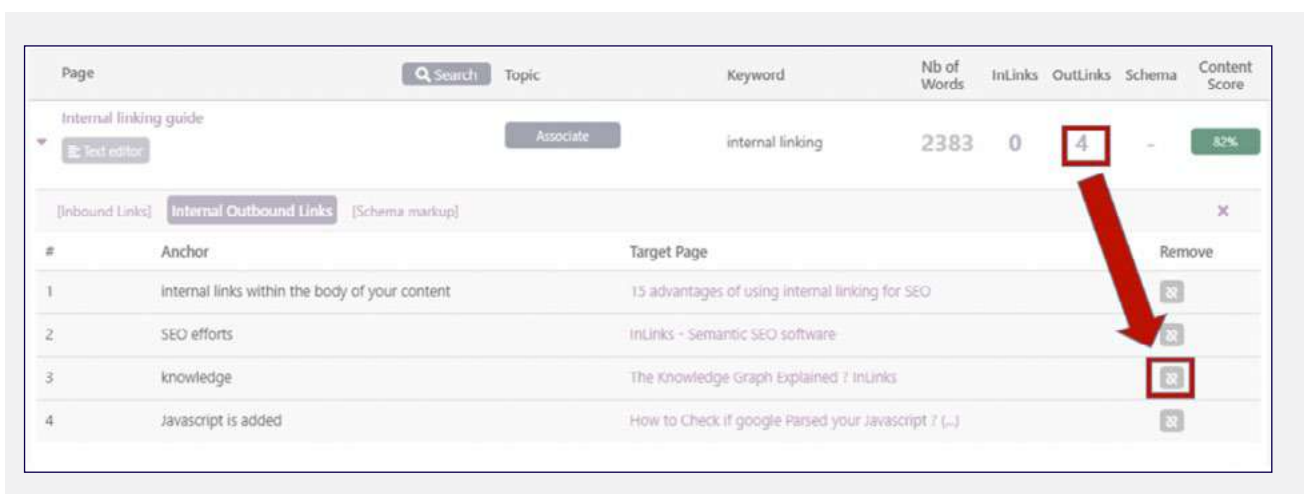 Page Search Topic Keyword Nb of Words InLinks OutLinks Schema Content Score
Internal linking guide
Text editor Associate internal linking 2383 0 4 - 82%
[Inbound Links] Internal Outbound Links [Schema markup] ×
# Anchor Target Page Remove
1 internal links within the body of your content 15 advantages of using internal linking for SEO
2 SEO efforts InLinks - Semantic SEO software
3 knowledge The Knowledge Graph Explained ? InLinks
4 Javascript is added How to Check if google Parsed your Javascript ? (...)